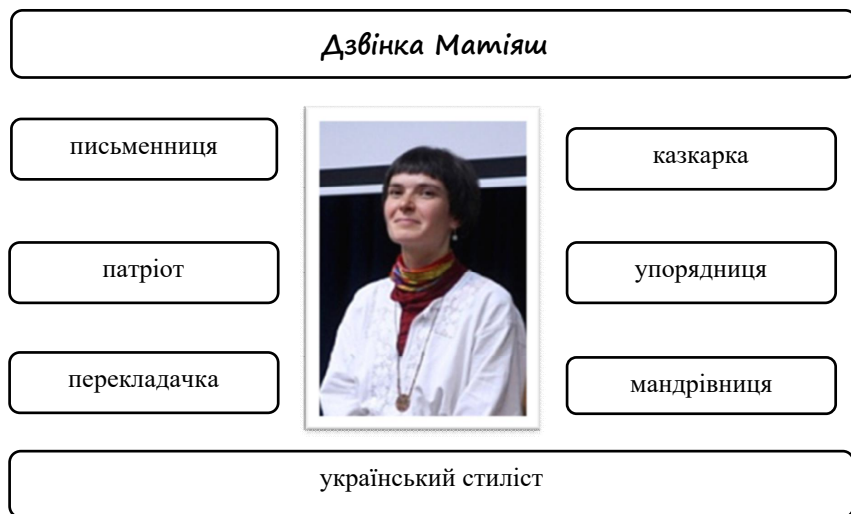 Дзвінка Матіяш
письменниця
казкарка
патріот
упорядниця
перекладачка
мандрівниця
український стиліст